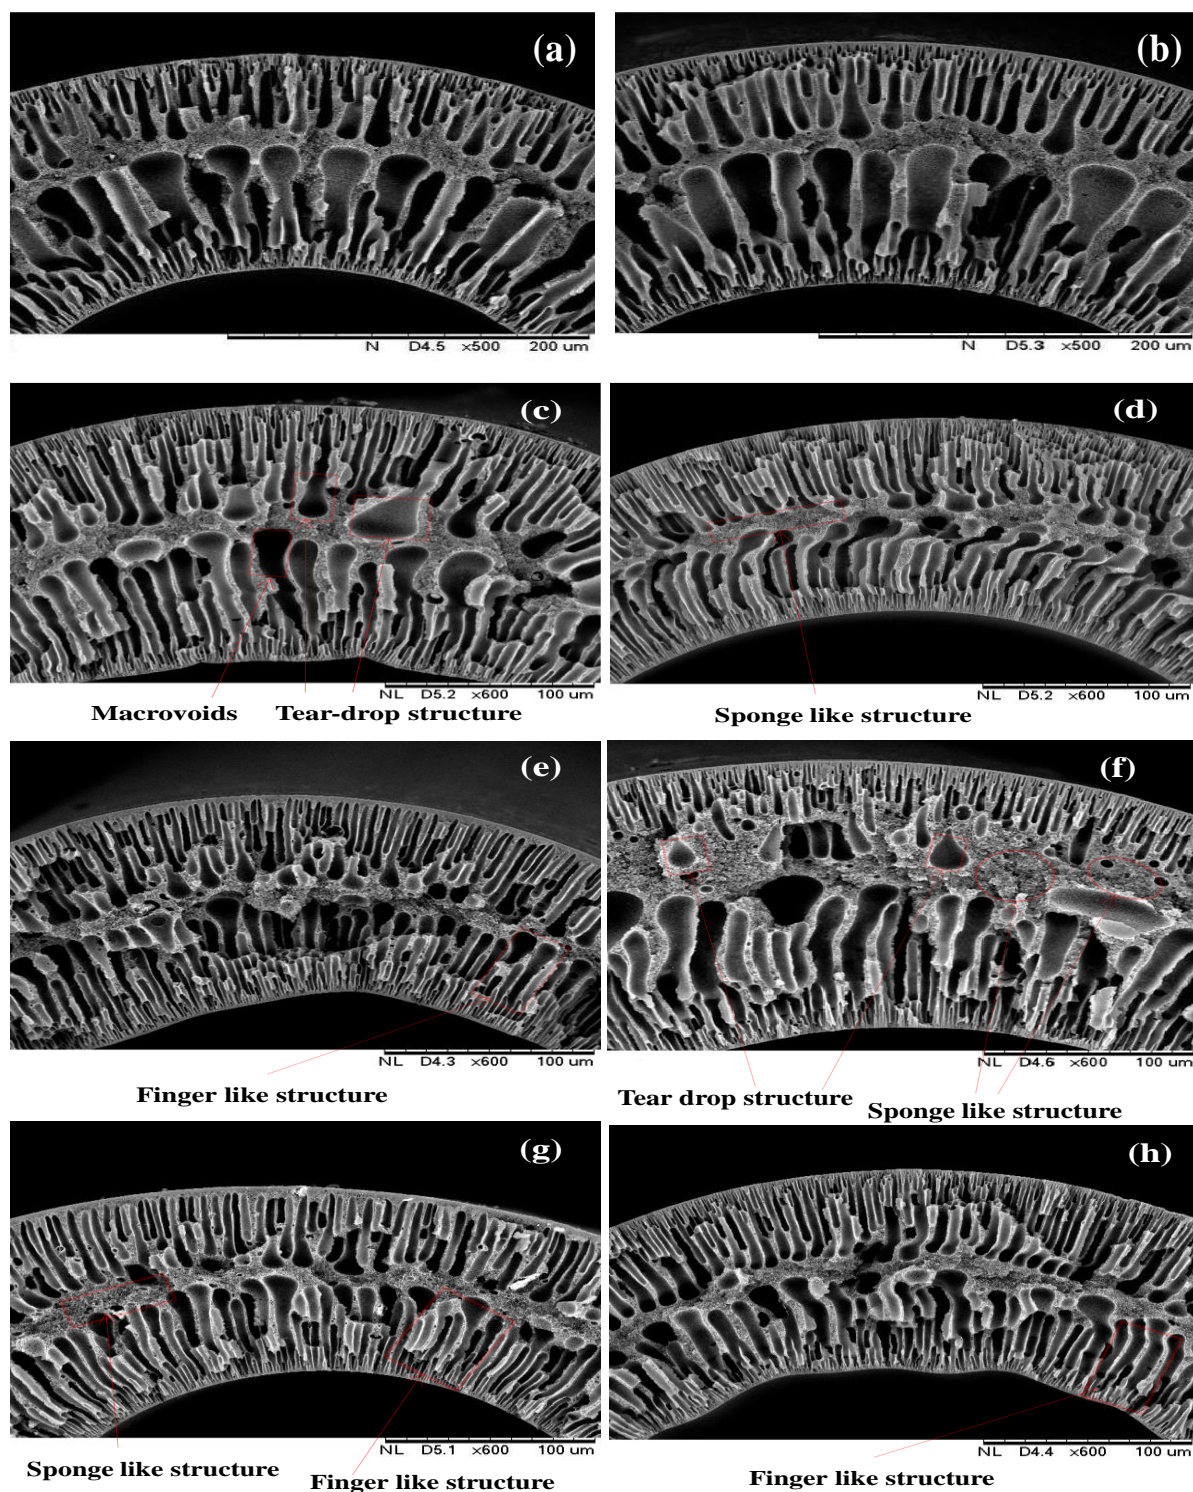 (a)
(b)
N D4.5 x500 200 um
N D5.3 x500 200 um
(c)
(d)
NL D5.2 x600 100 um
NL D5.2 x600 100 um
Macrovoids Tear-drop structure
Sponge like structure
(e)
(f)
NL D4.3 x600 100 um
NL D4.6 x600 100 um
Finger like structure
Tear drop structure Sponge like structure
(g)
(h)
NL D5.1 x600 100 um
NL D4.4 x600 100 um
Sponge like structure Finger like structure
Finger like structure